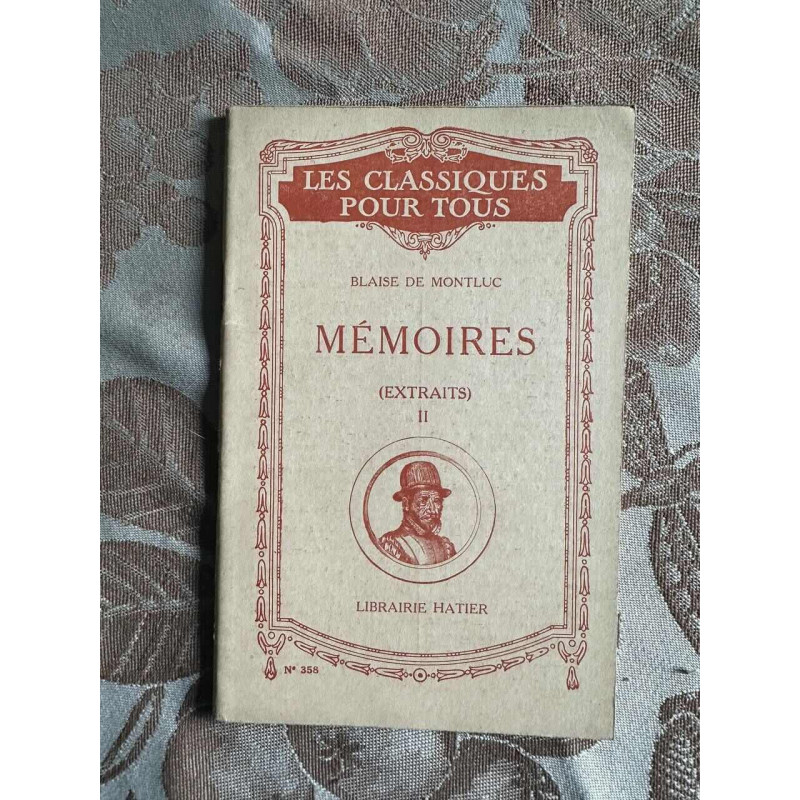 LES CLASSIQUES
POUR TOUS
BLAISE DE MONTLUC
MÉMOIRES
(EXTRAITS)
II
LIBRAIRIE HATIER
N° 358